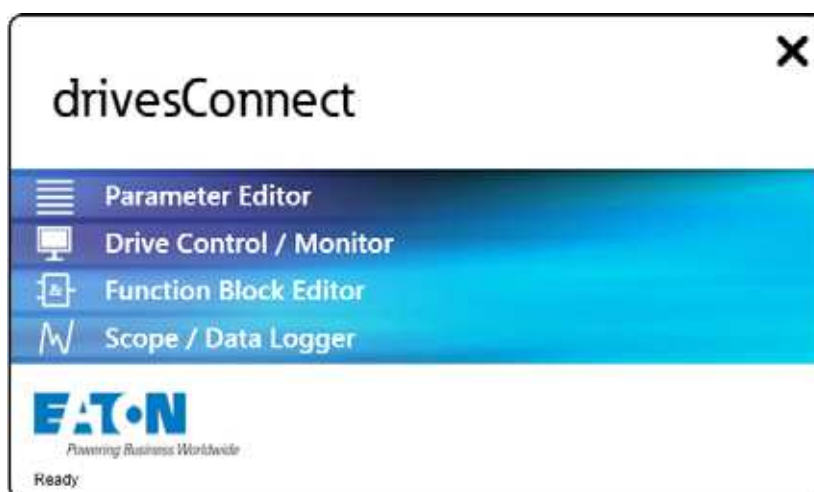 drivesConnect
Parameter Editor
Drive Control / Monitor
Function Block Editor
&
Scope / Data Logger
EATON
Powering Business Worldwide
Ready